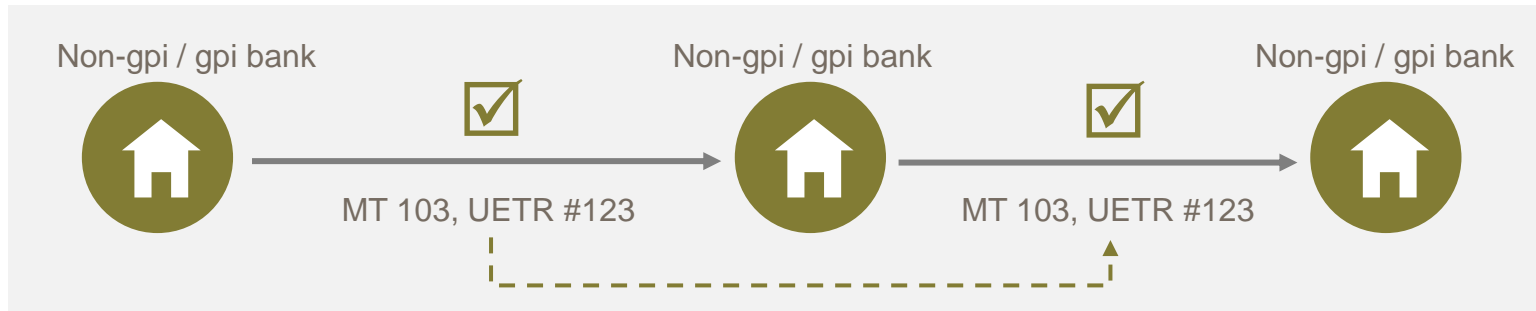 Non-gpi / gpi bank
Non-gpi / gpi bank
Non-gpi / gpi bank
MT 103, UETR #123
MT 103, UETR #123